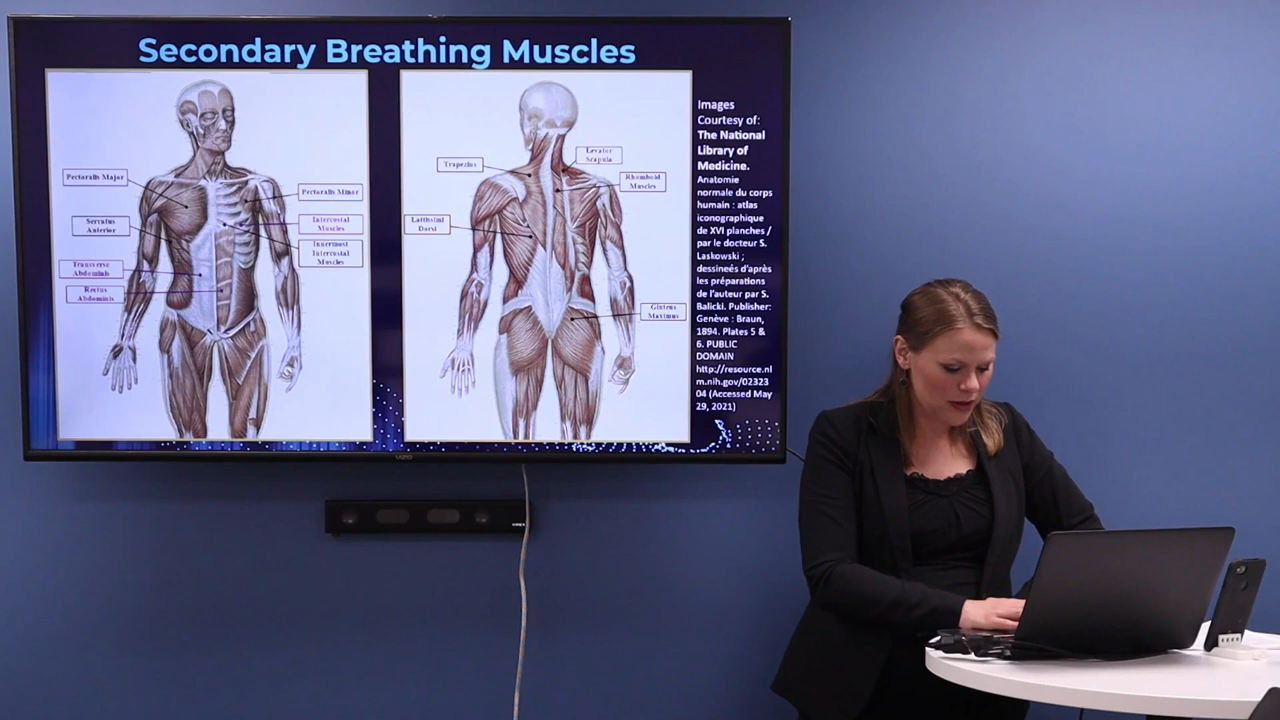 Secondary Breathing Muscles
Pectoralis Major
Serratus
Anterior
Transverse
Abdominis
Rectus
Abdominis
Pectoralis Minor
Intercostal
Muscles
Innermost
Intercostal
Muscles
Trapezius
Lattisimi
Dorsi
Levator
Scapula
Rhomboid
Muscles
Gluteus
Maximus
Images
Courtesy of:
The National
Library of
Medicine.
Anatomie
normale du corps
humain : atlas
iconographique
de XVI planches /
par le docteur S.
Laskowski ;
dessineés d'après
les préparations
de l'auteur par S.
Balicki. Publisher:
Genève : Braun,
1894. Plates 5 &
6. PUBLIC
DOMAIN
http://resource.nl
m.nih.gov/02323
04 (Accessed May
29, 2021)
VIZIO